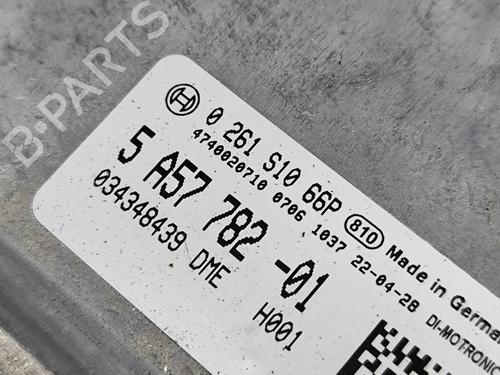 B-PARTS
0 261 S10 66P 810 Made in German
4740020710 0706 1037 22-04-28 DI-MOTRONIC
5 A57 782 -01
034348439 DME H001